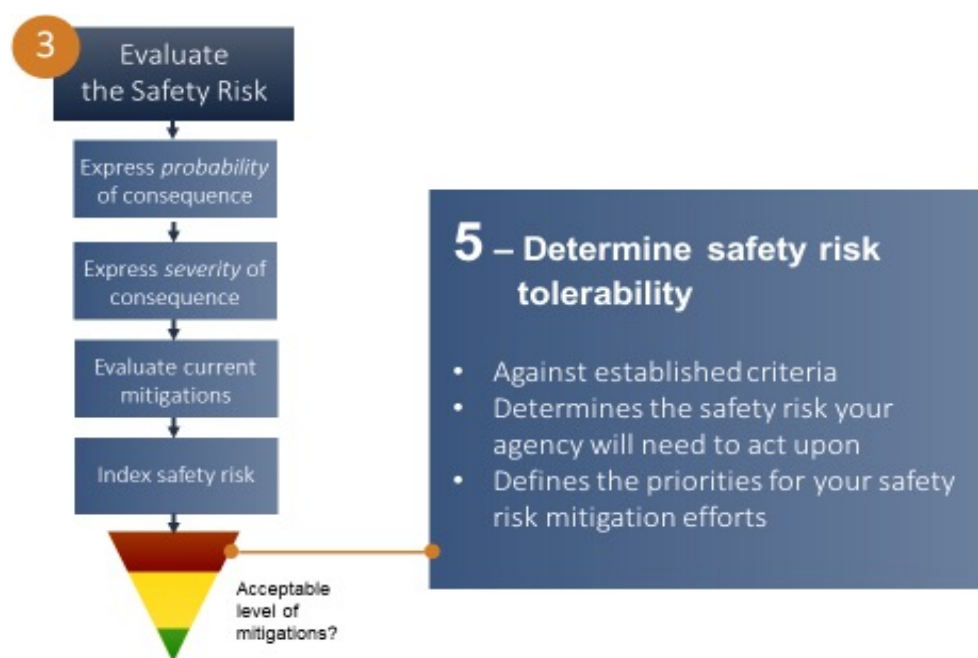 3
Evaluate
the Safety Risk
Express probability
of consequence
Express severity of
consequence
Evaluate current
mitigations
Index safety risk
Acceptable
level of
mitigations?
5 – Determine safety risk
tolerability
• Against established criteria
• Determines the safety risk your
agency will need to act upon
• Defines the priorities for your safety
risk mitigation efforts